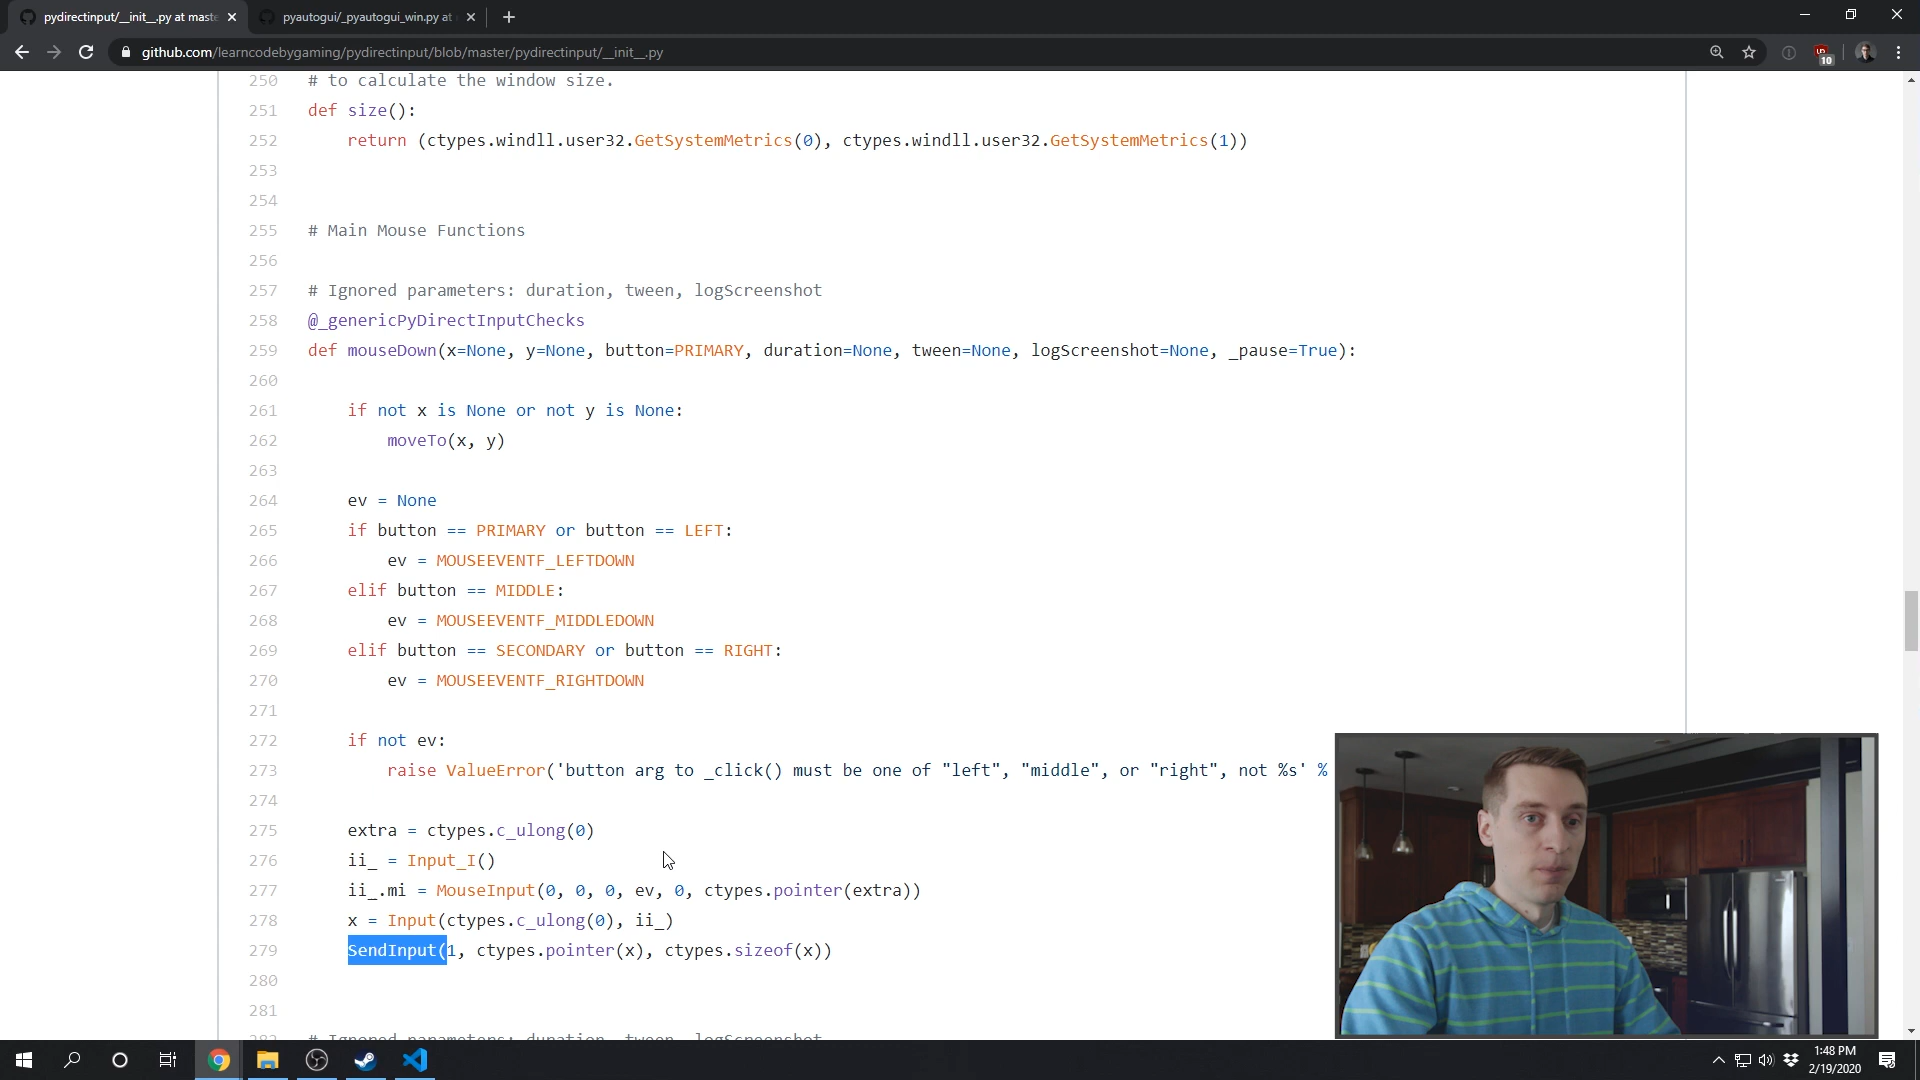 pydirectinput/__init__.py at maste
pyautogui/_pyautogui_win.py at
github.com/learncodebygaming/pydirectinput/blob/master/pydirectinput/__init__.py
10
250 # to calculate the window size.
251 def size():
252 return (ctypes.windll.user32.GetSystemMetrics(0), ctypes.windll.user32.GetSystemMetrics(1))
253
254
255 # Main Mouse Functions
256
257 # Ignored parameters: duration, tween, logScreenshot
258 @_genericPyDirectInputChecks
259 def mouseDown(x=None, y=None, button=PRIMARY, duration=None, tween=None, logScreenshot=None, _pause=True):
260
261 if not x is None or not y is None:
262 moveTo(x, y)
263
264 ev = None
265 if button == PRIMARY or button == LEFT:
266 ev = MOUSEEVENTF_LEFTDOWN
267 elif button == MIDDLE:
268 ev = MOUSEEVENTF_MIDDLEDOWN
269 elif button == SECONDARY or button == RIGHT:
270 ev = MOUSEEVENTF_RIGHTDOWN
271
272 if not ev:
273 raise ValueError('button arg to _click() must be one of "left", "middle", or "right", not %s' %
274
275 extra = ctypes.c_ulong(0)
276 ii_ = Input_I()
277 ii_.mi = MouseInput(0, 0, 0, ev, 0, ctypes.pointer(extra))
278 x = Input(ctypes.c_ulong(0), ii_)
279 SendInput(1, ctypes.pointer(x), ctypes.sizeof(x))
280
281
282 # Ignored parameters: duration, tween, logScreenshot
1:48 PM
2/19/2020